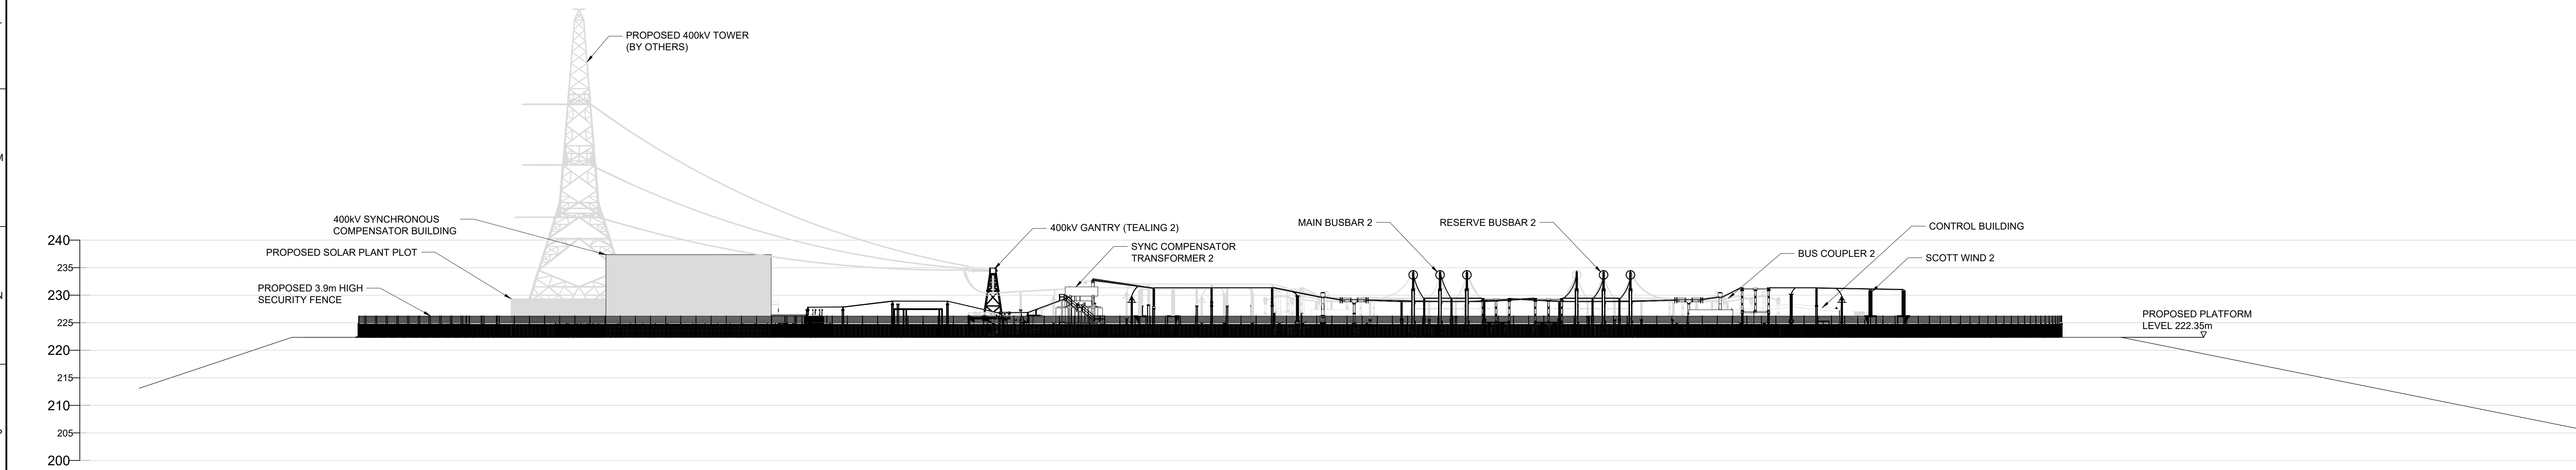 PROPOSED 400kV TOWER
(BY OTHERS)
400kV SYNCHRONOUS
COMPENSATOR BUILDING
PROPOSED SOLAR PLANT PLOT
PROPOSED 3.9m HIGH
SECURITY FENCE
400kV GANTRY (TEALING 2)
SYNC COMPENSATOR
TRANSFORMER 2
MAIN BUSBAR 2
RESERVE BUSBAR 2
BUS COUPLER 2
CONTROL BUILDING
SCOTT WIND 2
PROPOSED PLATFORM
LEVEL 222.35m
240
235
230
225
220
215
210
205
200